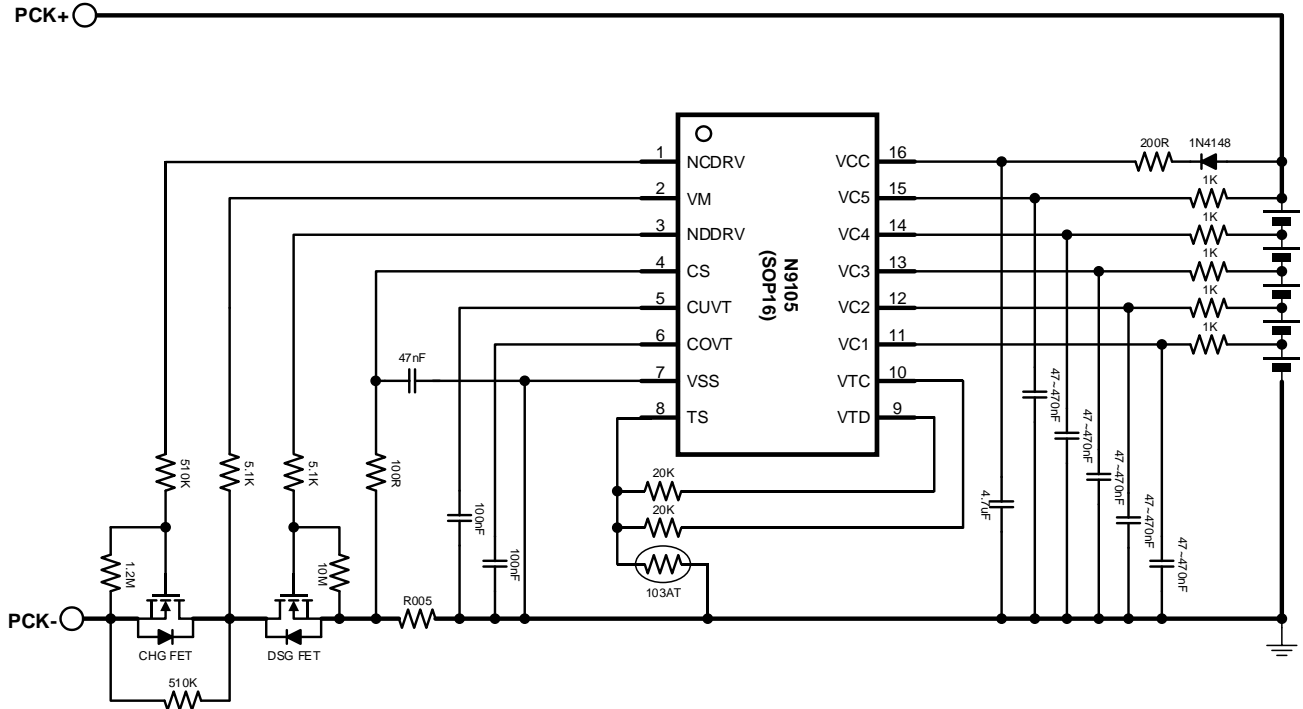 PCK+
1 NCDRV VCC 16
2 VM VC5 15
3 NDDRV VC4 14
4 CS VC3 13
5 CUVT VC2 12
6 COVT VC1 11
7 VSS VTC 10
8 TS VTD 9
N9105
(SOP16)
200R
1N4148
1K
1K
1K
1K
1K
47nF
510K
5.1K
5.1K
100R
1.2M
10M
100nF
100nF
20K
20K
103AT
4.7uF
47~470nF
47~470nF
47~470nF
47~470nF
47~470nF
R005
PCK-
CHG FET
DSG FET
510K